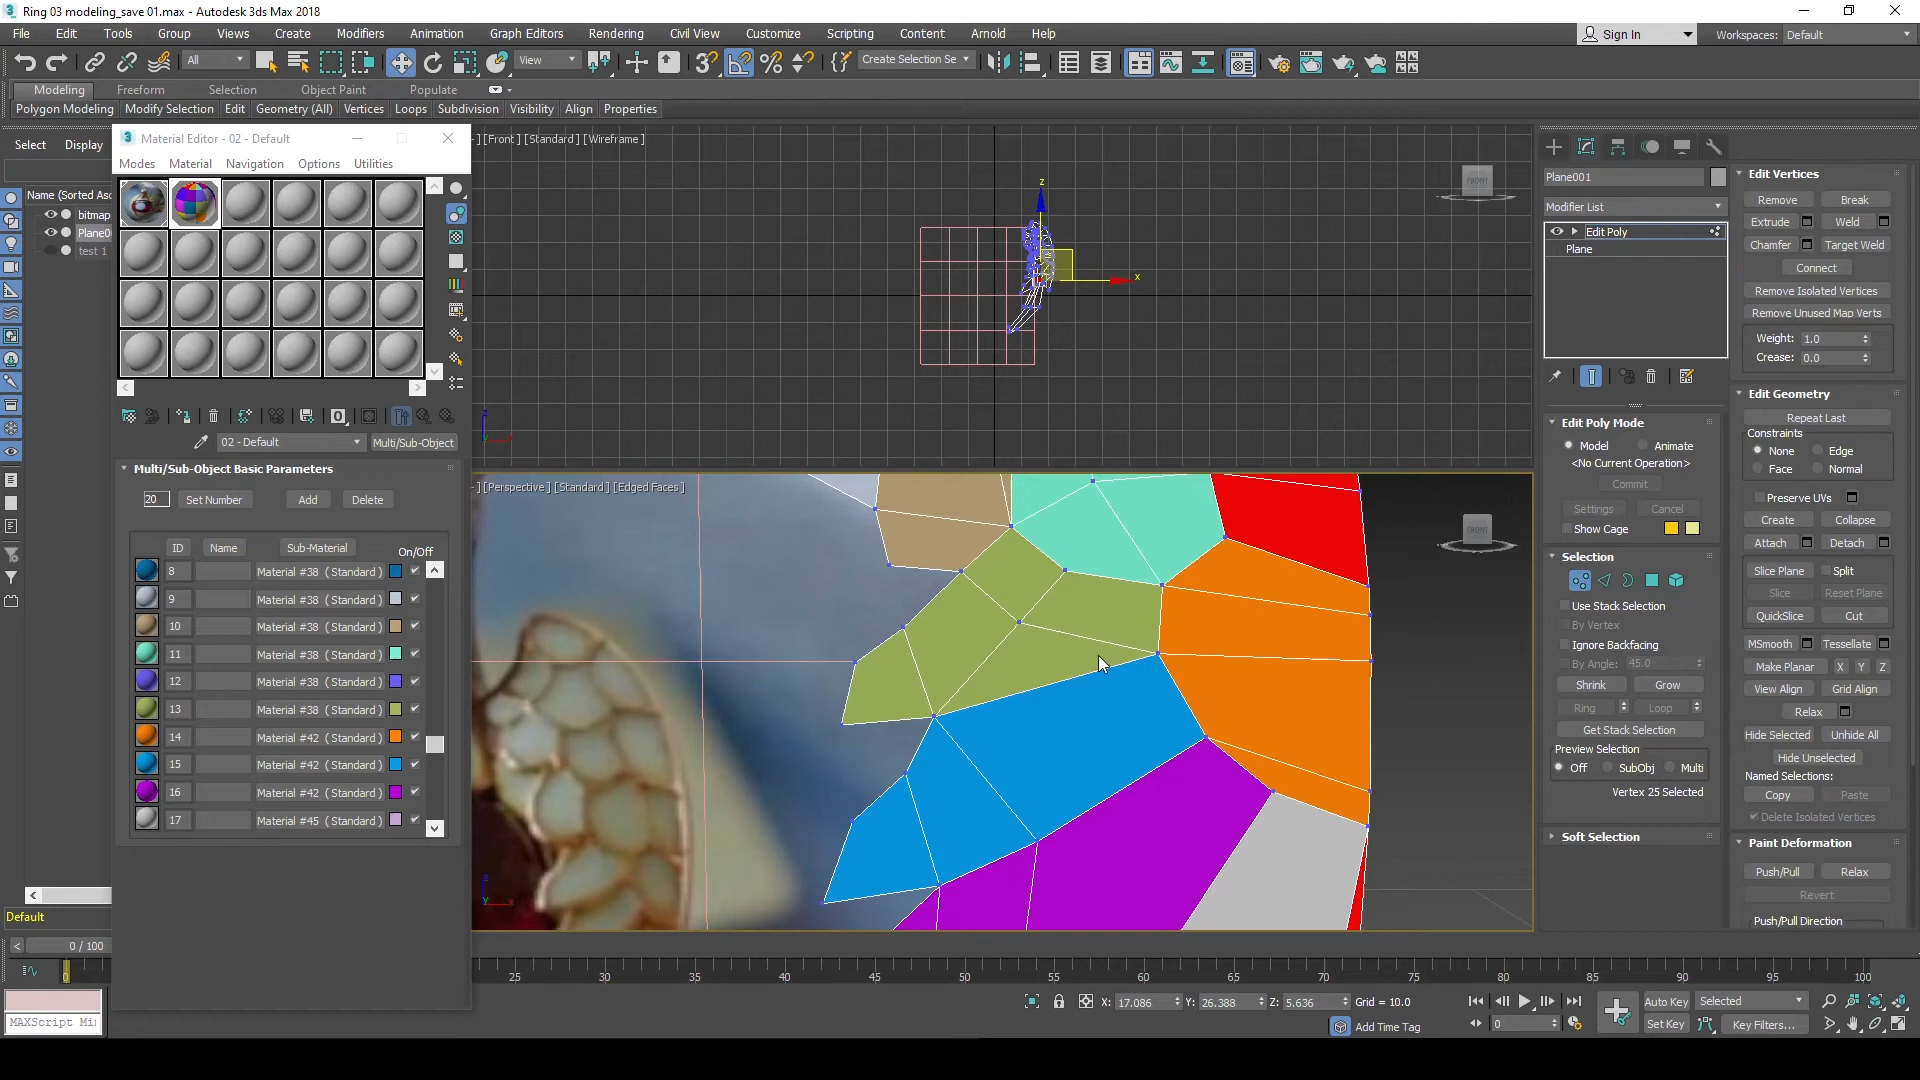 Ring 03 modeling_save 01.max - Autodesk 3ds Max 2018
File Edit Tools Group Views Create Modifiers Animation Graph Editors Rendering Civil View Customize Scripting Content Arnold Help
Sign In Workspaces: Default
All View Create Selection Se
Modeling Freeform Selection Object Paint Populate
Polygon Modeling Modify Selection Edit Geometry (All) Vertices Loops Subdivision Visibility Align Properties
Select Display
Name (Sorted Asc
bitmap
Plane0
test 1
Default
0 / 100
MAXScript Mi
Material Editor - 02 - Default
Modes Material Navigation Options Utilities
02 - Default Multi/Sub-Object
Multi/Sub-Object Basic Parameters
20 Set Number Add Delete
ID Name Sub-Material On/Off
8 Material #38 ( Standard )
9 Material #38 ( Standard )
10 Material #38 ( Standard )
11 Material #38 ( Standard )
12 Material #38 ( Standard )
13 Material #38 ( Standard )
14 Material #42 ( Standard )
15 Material #42 ( Standard )
16 Material #42 ( Standard )
17 Material #45 ( Standard )
] [Front ] [Standard ] [Wireframe ]
z
x
FRONT
] [Perspective ] [Standard ] [Edged Faces ]
FRONT
Plane001
Modifier List
Edit Poly
Plane
Edit Poly Mode
Model Animate
<No Current Operation>
Commit
Settings Cancel
Show Cage
Selection
Use Stack Selection
By Vertex
Ignore Backfacing
By Angle: 45.0
Shrink Grow
Ring Loop
Get Stack Selection
Preview Selection
Off SubObj Multi
Vertex 25 Selected
Soft Selection
Edit Vertices
Remove Break
Extrude Weld
Chamfer Target Weld
Connect
Remove Isolated Vertices
Remove Unused Map Verts
Weight: 1.0
Crease: 0.0
Edit Geometry
Repeat Last
Constraints
None Edge
Face Normal
Preserve UVs
Create Collapse
Attach Detach
Slice Plane Split
Slice Reset Plane
QuickSlice Cut
MSmooth Tessellate
Make Planar X Y Z
View Align Grid Align
Relax
Hide Selected Unhide All
Hide Unselected
Named Selections:
Copy Paste
Delete Isolated Vertices
Paint Deformation
Push/Pull Relax
Revert
Push/Pull Direction
0 25 30 35 40 45 50 55 60 65 70 75 80 85 90 95 100
X: 17.086 Y: 26.388 Z: 5.636 Grid = 10.0
Add Time Tag
0
Auto Key Selected
Set Key Key Filters...